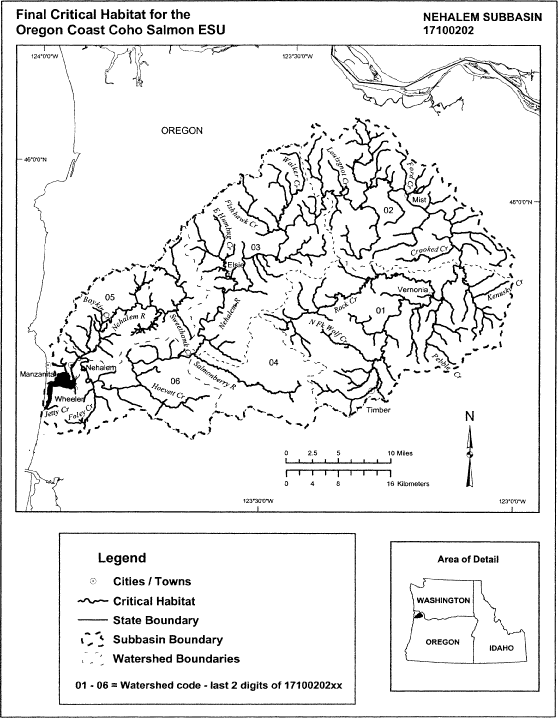 Final Critical Habitat for the
Oregon Coast Coho Salmon ESU
NEHALEM SUBBASIN
17100202
124°0'0"W
123°30'0"W
OREGON
46°0'0"N
46°0'0"N
Walker Cr
Lousignot Cr
Ford Cr
Mist
02
Fishhawk Cr
Humbug Cr
03
Crooked Cr
Elsie
Vernonia
Kenusky Cr
05
Baykin Cr
Nehalem R
Sweethome Cr
Nehalem R
Rock Cr
01
N Fk Wolf Cr
Pebble Cr
Nehalem
Manzanita
Wheeler
06
Hoevett Cr
Salmonberry R
04
Jetty Cr
Foley Cr
Timber
N
0 2.5 5 10 Miles
0 4 8 16 Kilometers
123°30'0"W
123°0'0"W
Legend
Cities / Towns
Critical Habitat
State Boundary
Subbasin Boundary
Watershed Boundaries
01 - 06 = Watershed code - last 2 digits of 17100202xx
Area of Detail
WASHINGTON
OREGON
IDAHO